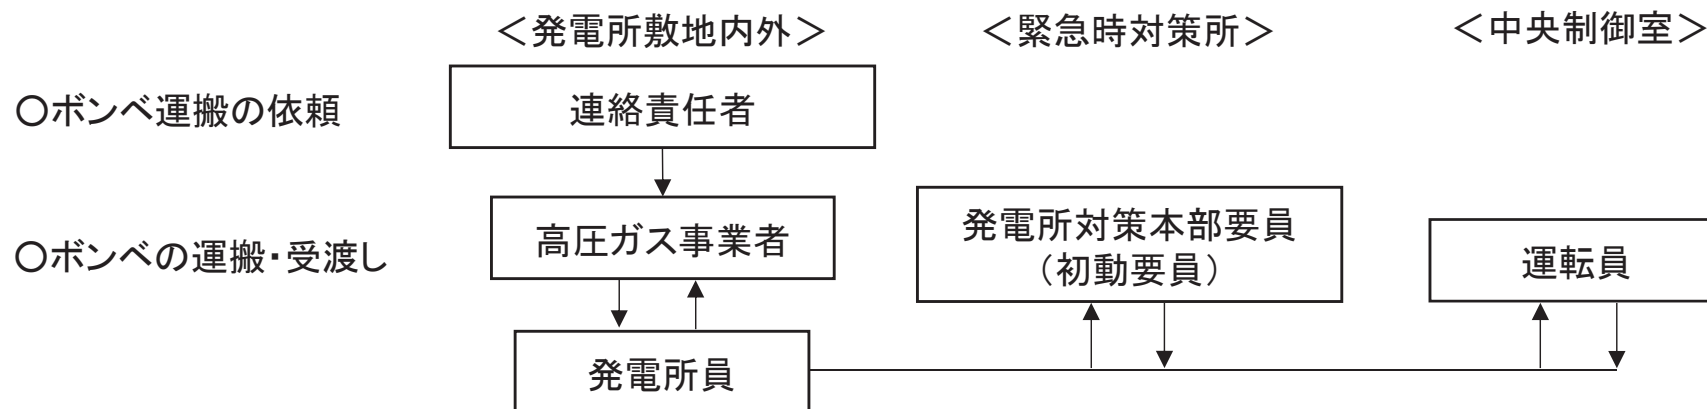 ＜発電所敷地内外＞
＜緊急時対策所＞
＜中央制御室＞
○ボンベ運搬の依頼
連絡責任者
○ボンベの運搬・受渡し
高圧ガス事業者
発電所対策本部要員
（初動要員）
運転員
発電所員